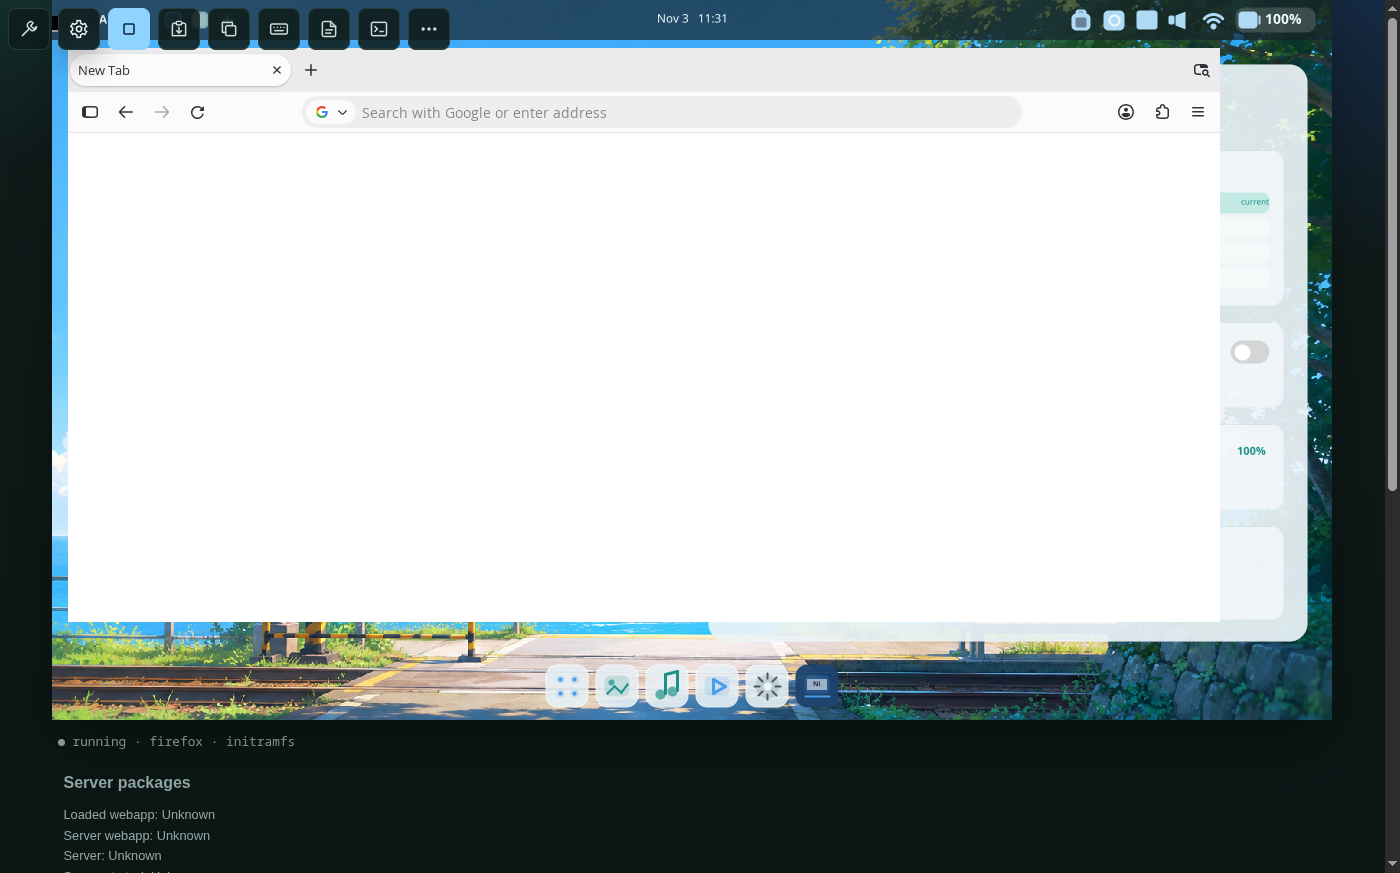 Nov 3 11:31
100%
New Tab
Search with Google or enter address
current
100%
Ni
running · firefox · initramfs
Server packages
Loaded webapp: Unknown
Server webapp: Unknown
Server: Unknown